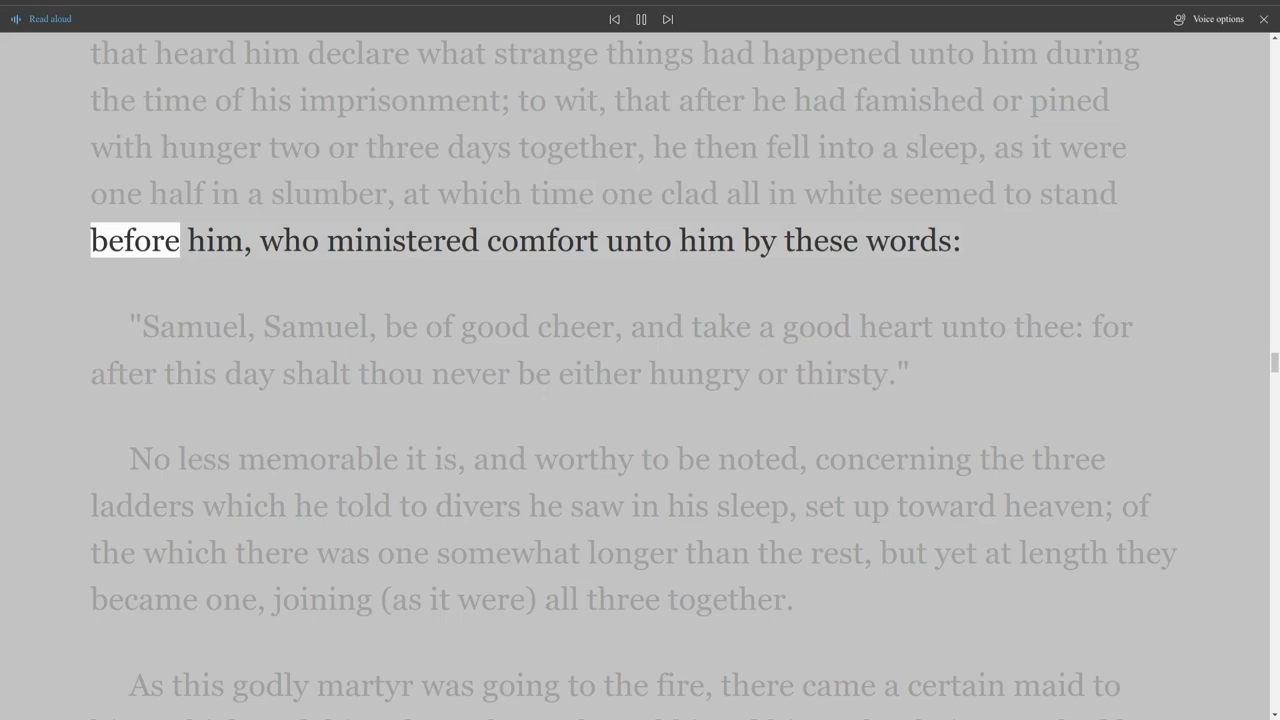 Read aloud
Voice options
that heard him declare what strange things had happened unto him during
the time of his imprisonment; to wit, that after he had famished or pined
with hunger two or three days together, he then fell into a sleep, as it were
one half in a slumber, at which time one clad all in white seemed to stand
before him, who ministered comfort unto him by these words:
"Samuel, Samuel, be of good cheer, and take a good heart unto thee: for
after this day shalt thou never be either hungry or thirsty."
No less memorable it is, and worthy to be noted, concerning the three
ladders which he told to divers he saw in his sleep, set up toward heaven; of
the which there was one somewhat longer than the rest, but yet at length they
became one, joining (as it were) all three together.
As this godly martyr was going to the fire, there came a certain maid to